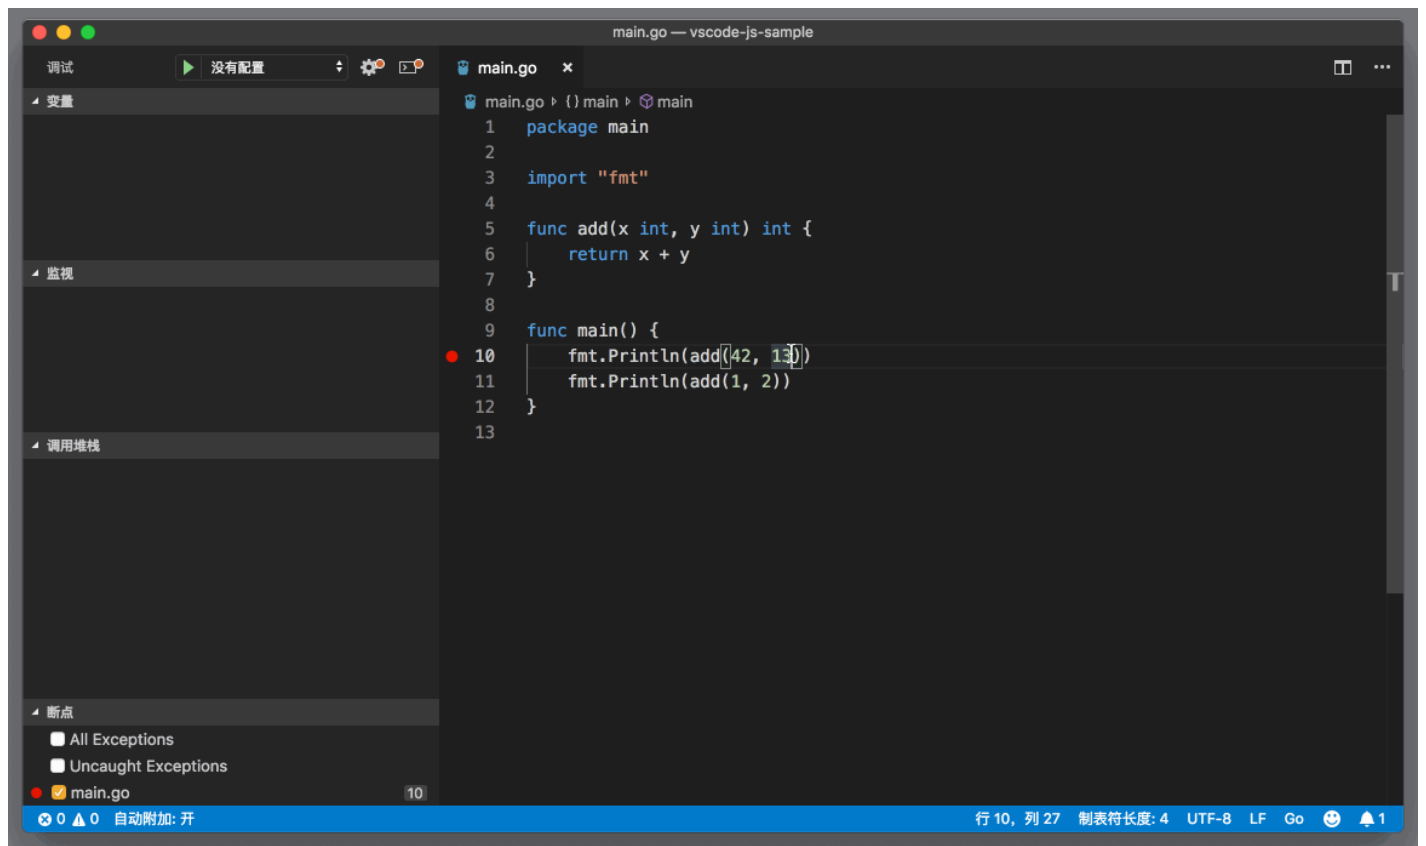 main.go — vscode-js-sample
调试 没有配置
main.go ×
变量
main.go main main
1 package main
2
3 import "fmt"
4
5 func add(x int, y int) int {
6 return x + y
7 }
8
9 func main() {
10 fmt.Println(add(42, 13))
11 fmt.Println(add(1, 2))
12 }
13
监视
调用堆栈
断点
All Exceptions
Uncaught Exceptions
main.go 10
0 0 自动附加: 开 行 10，列 27 制表符长度: 4 UTF-8 LF Go 1